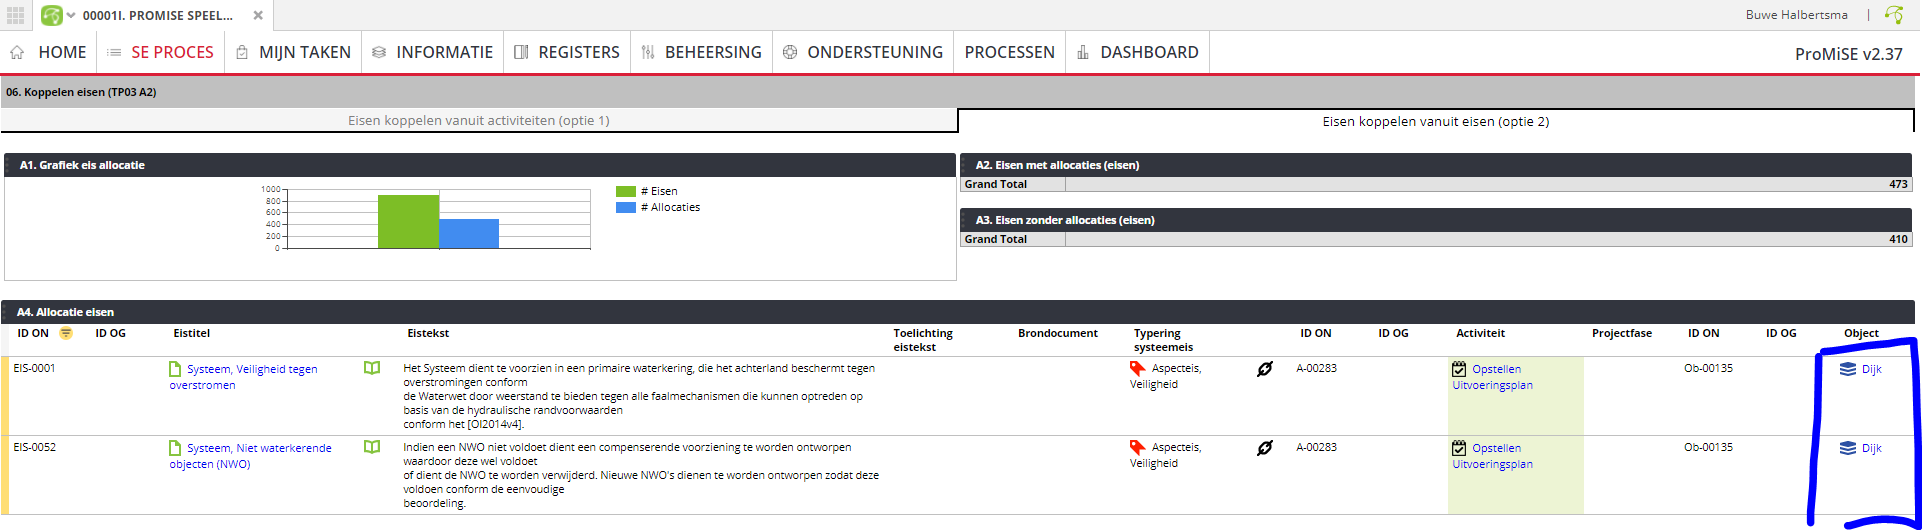 00001I. PROMISE SPEEL...
Buwe Halbertsma
HOME
SE PROCES
MIJN TAKEN
INFORMATIE
REGISTERS
BEHEERSING
ONDERSTEUNING
PROCESSEN
DASHBOARD
ProMiSE v2.37
06. Koppelen eisen (TP03 A2)
Eisen koppelen vanuit activiteiten (optie 1)
Eisen koppelen vanuit eisen (optie 2)
A1. Grafiek eis allocatie
1000
800
600
400
200
0
# Eisen
# Allocaties
A2. Eisen met allocaties (eisen)
Grand Total 473
A3. Eisen zonder allocaties (eisen)
Grand Total 410
A4. Allocatie eisen
ID ON
ID OG
Eistitel
Eistekst
Toelichting
eistekst
Brondocument
Typering
systeemeis
ID ON
ID OG
Activiteit
Projectfase
ID ON
ID OG
Object
EIS-0001
Systeem, Veiligheid tegen
overstromen
Het Systeem dient te voorzien in een primaire waterkering, die het achterland beschermt tegen
overstromingen conform
de Waterwet door weerstand te bieden tegen alle faalmechanismen die kunnen optreden op
basis van de hydraulische randvoorwaarden
conform het [OI2014v4].
Aspecteis,
Veiligheid
A-00283
Opstellen
Uitvoeringsplan
Ob-00135
Dijk
EIS-0052
Systeem, Niet waterkerende
objecten (NWO)
Indien een NWO niet voldoet dient een compenserende voorziening te worden ontworpen
waardoor deze wel voldoet
of dient de NWO te worden verwijderd. Nieuwe NWO's dienen te worden ontworpen zodat deze
voldoen conform de eenvoudige
beoordeling.
Aspecteis,
Veiligheid
A-00283
Opstellen
Uitvoeringsplan
Ob-00135
Dijk